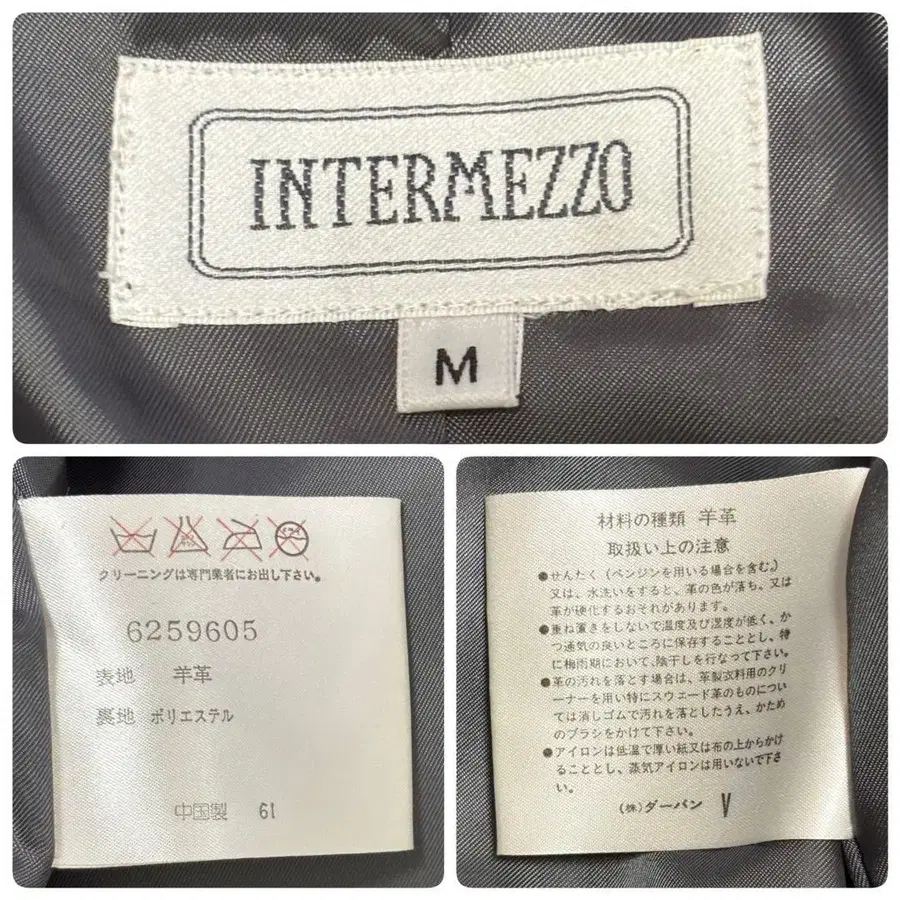 INTERMEZZO
M
クリーニングは専門業者にお出し下さい。
6259605
表地 羊革
裏地 ポリエステル
中国製 61
材料の種類 羊革
取扱い上の注意
●せんたく(ベンジンを用いる場合を含む。)
又は、水洗いをすると、革の色が落ち、又は
革が硬化するおそれがあります。
●重ね置きをしないで温度及び湿度が低く、か
つ通気の良いところに保存することとし、特
に梅雨期において、陰干しを行なって下さい。
●革の汚れを落とす場合は、革製衣料用のクリ
ーナーを用い特にスウェード革のものについ
ては消しゴムで汚れを落としたうえ、かため
のブラシをかけて下さい。
●アイロンは低温で厚い紙又は布の上からかけ
ることとし、蒸気アイロンは用いないで下さ
い。
(株)ダーバン V